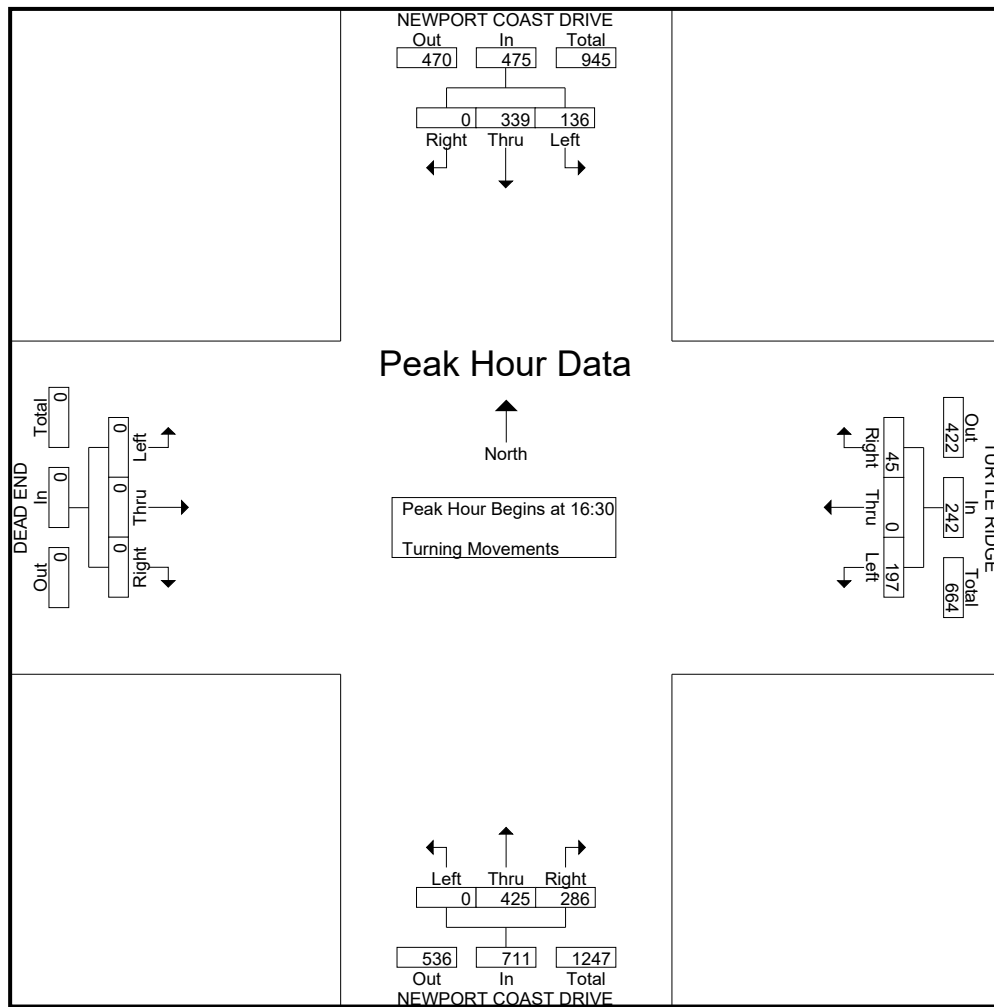 NEWPORT COAST DRIVE
Out In Total
470 475 945
0 339 136
Right Thru Left
Peak Hour Data
North
Peak Hour Begins at 16:30
Turning Movements
DEAD END
Out In Total
0 0 0
Right Thru Left
0 0 0
TURTLE RIDGE
Out In Total
422 242 664
45 0 197
Right Thru Left
Left Thru Right
0 425 286
536 711 1247
Out In Total
NEWPORT COAST DRIVE